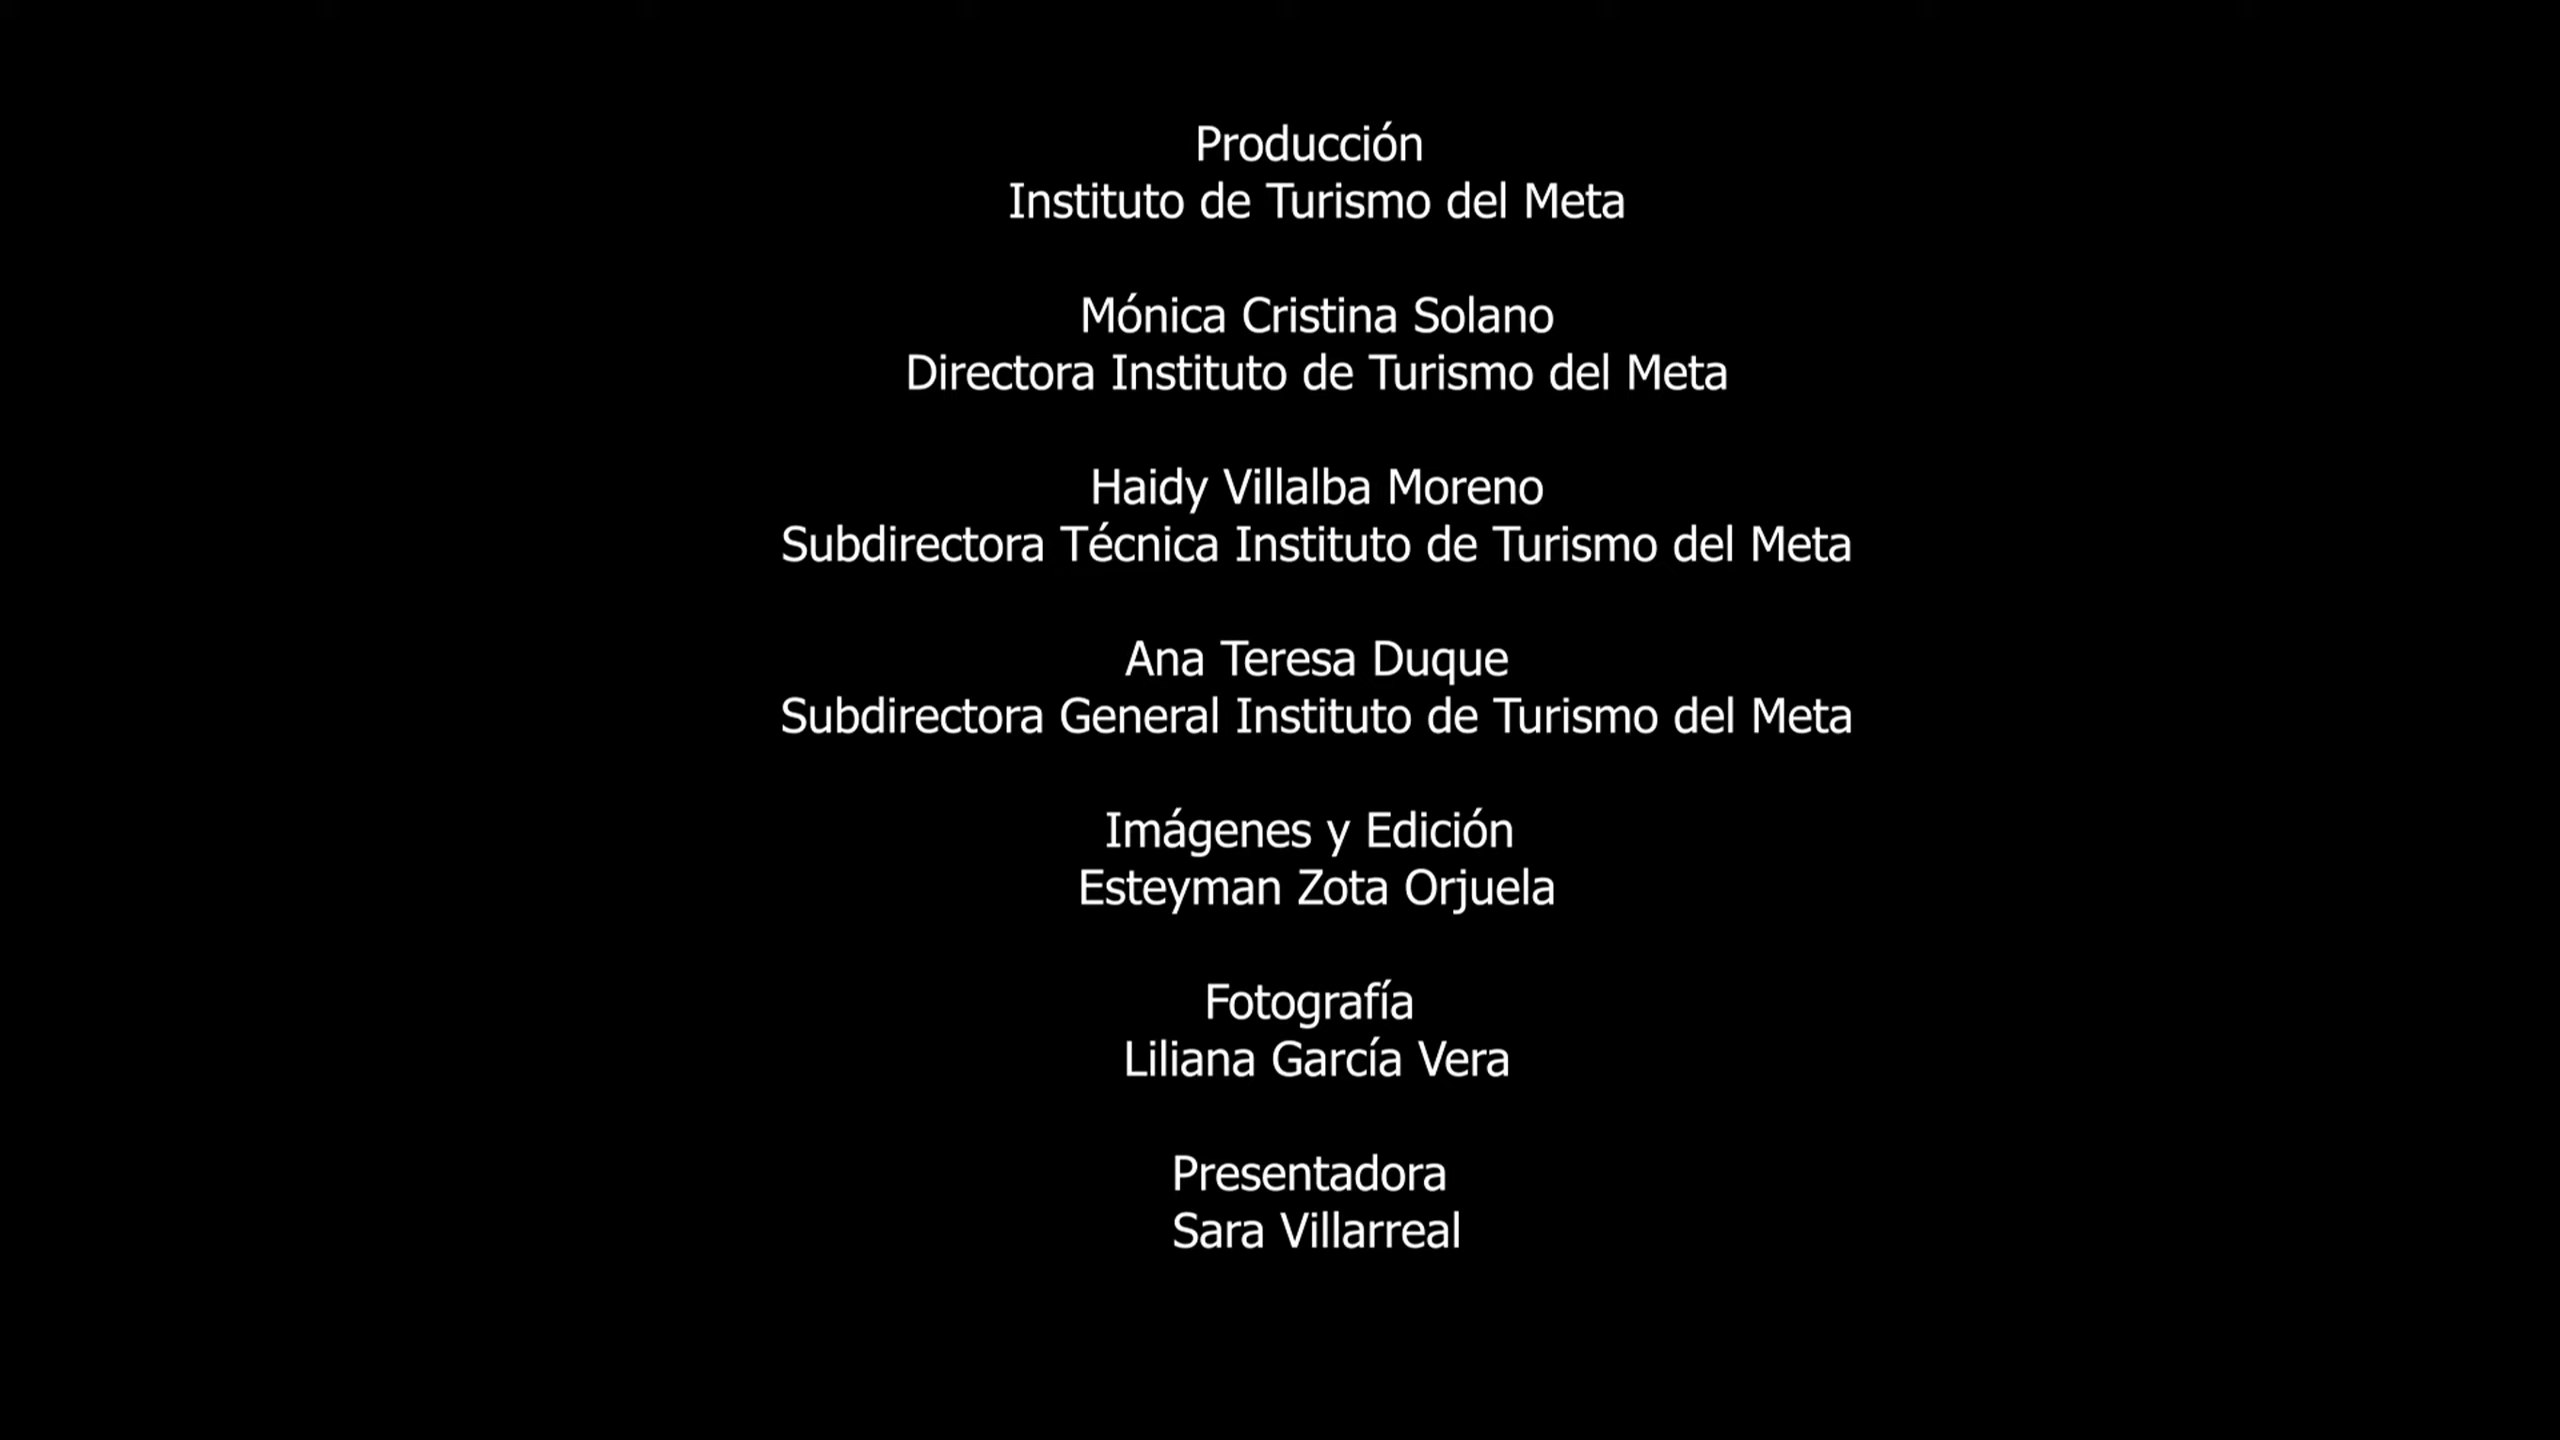 Producción
Instituto de Turismo del Meta
Mónica Cristina Solano
Directora Instituto de Turismo del Meta
Haidy Villalba Moreno
Subdirectora Técnica Instituto de Turismo del Meta
Ana Teresa Duque
Subdirectora General Instituto de Turismo del Meta
Imágenes y Edición
Esteyman Zota Orjuela
Fotografía
Liliana García Vera
Presentadora
Sara Villarreal